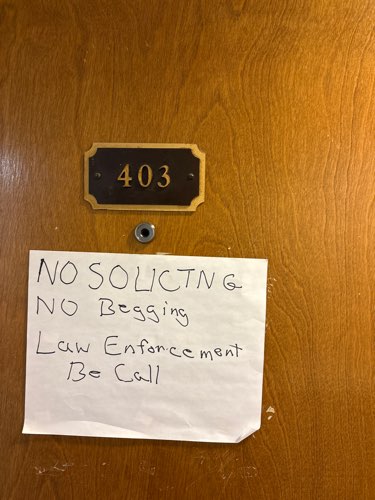 403
NO SOLICTNG
NO Begging
Law Enforcement
Be Call